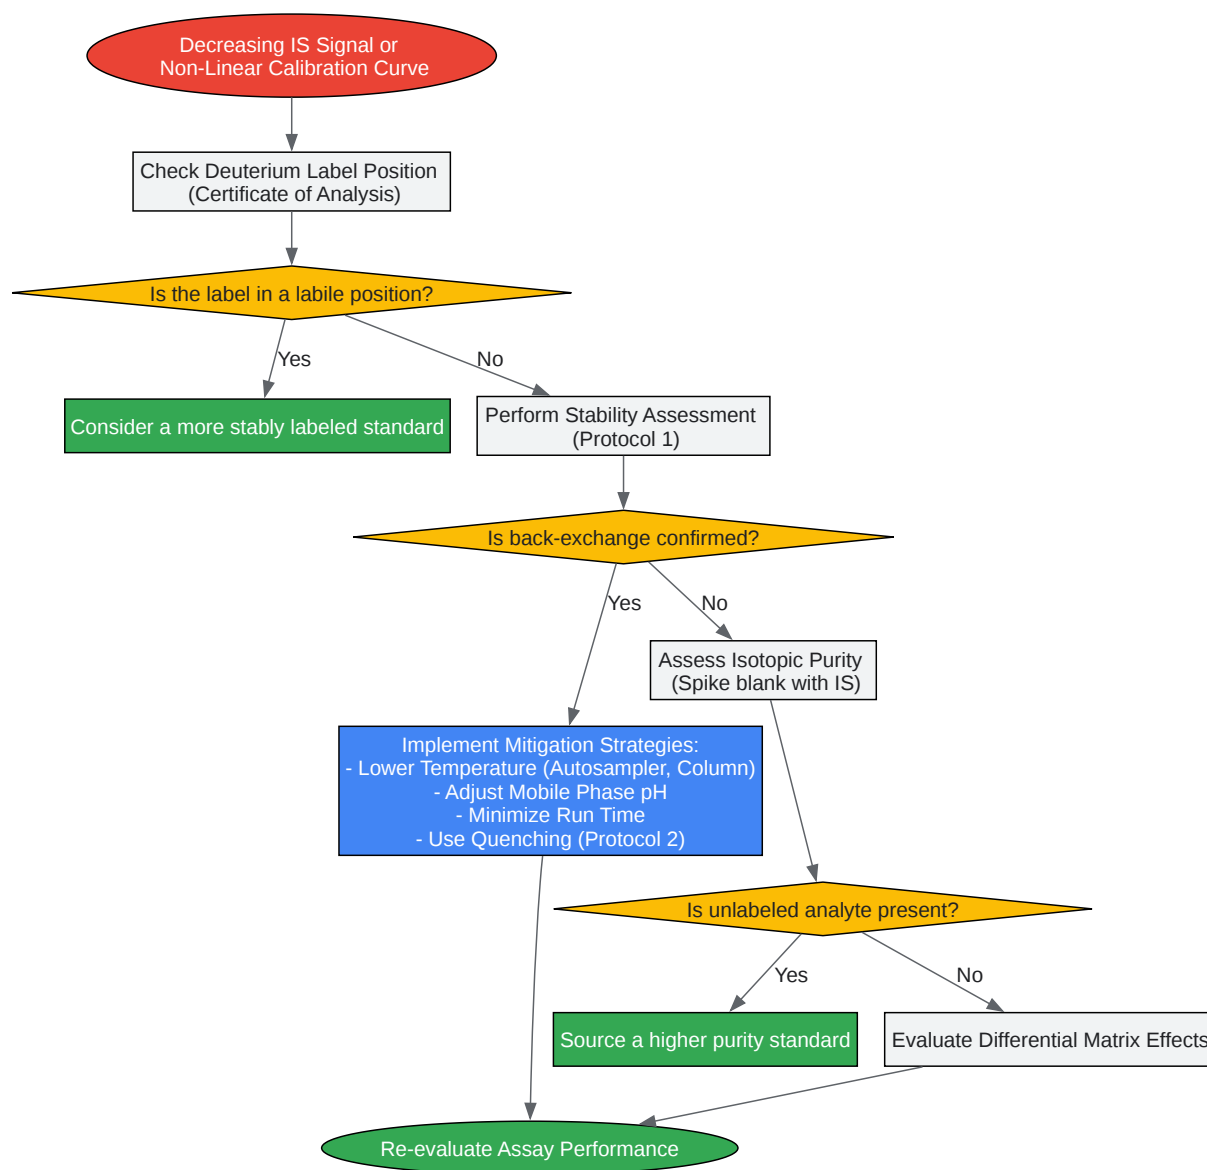 Decreasing IS Signal or
Non-Linear Calibration Curve
Check Deuterium Label Position
(Certificate of Analysis)
Is the label in a labile position?
Yes
No
Consider a more stably labeled standard
Perform Stability Assessment
(Protocol 1)
Is back-exchange confirmed?
Yes
No
Assess Isotopic Purity
(Spike blank with IS)
Implement Mitigation Strategies:
- Lower Temperature (Autosampler, Column)
- Adjust Mobile Phase pH
- Minimize Run Time
- Use Quenching (Protocol 2)
Is unlabeled analyte present?
Yes
No
Source a higher purity standard
Evaluate Differential Matrix Effects
Re-evaluate Assay Performance